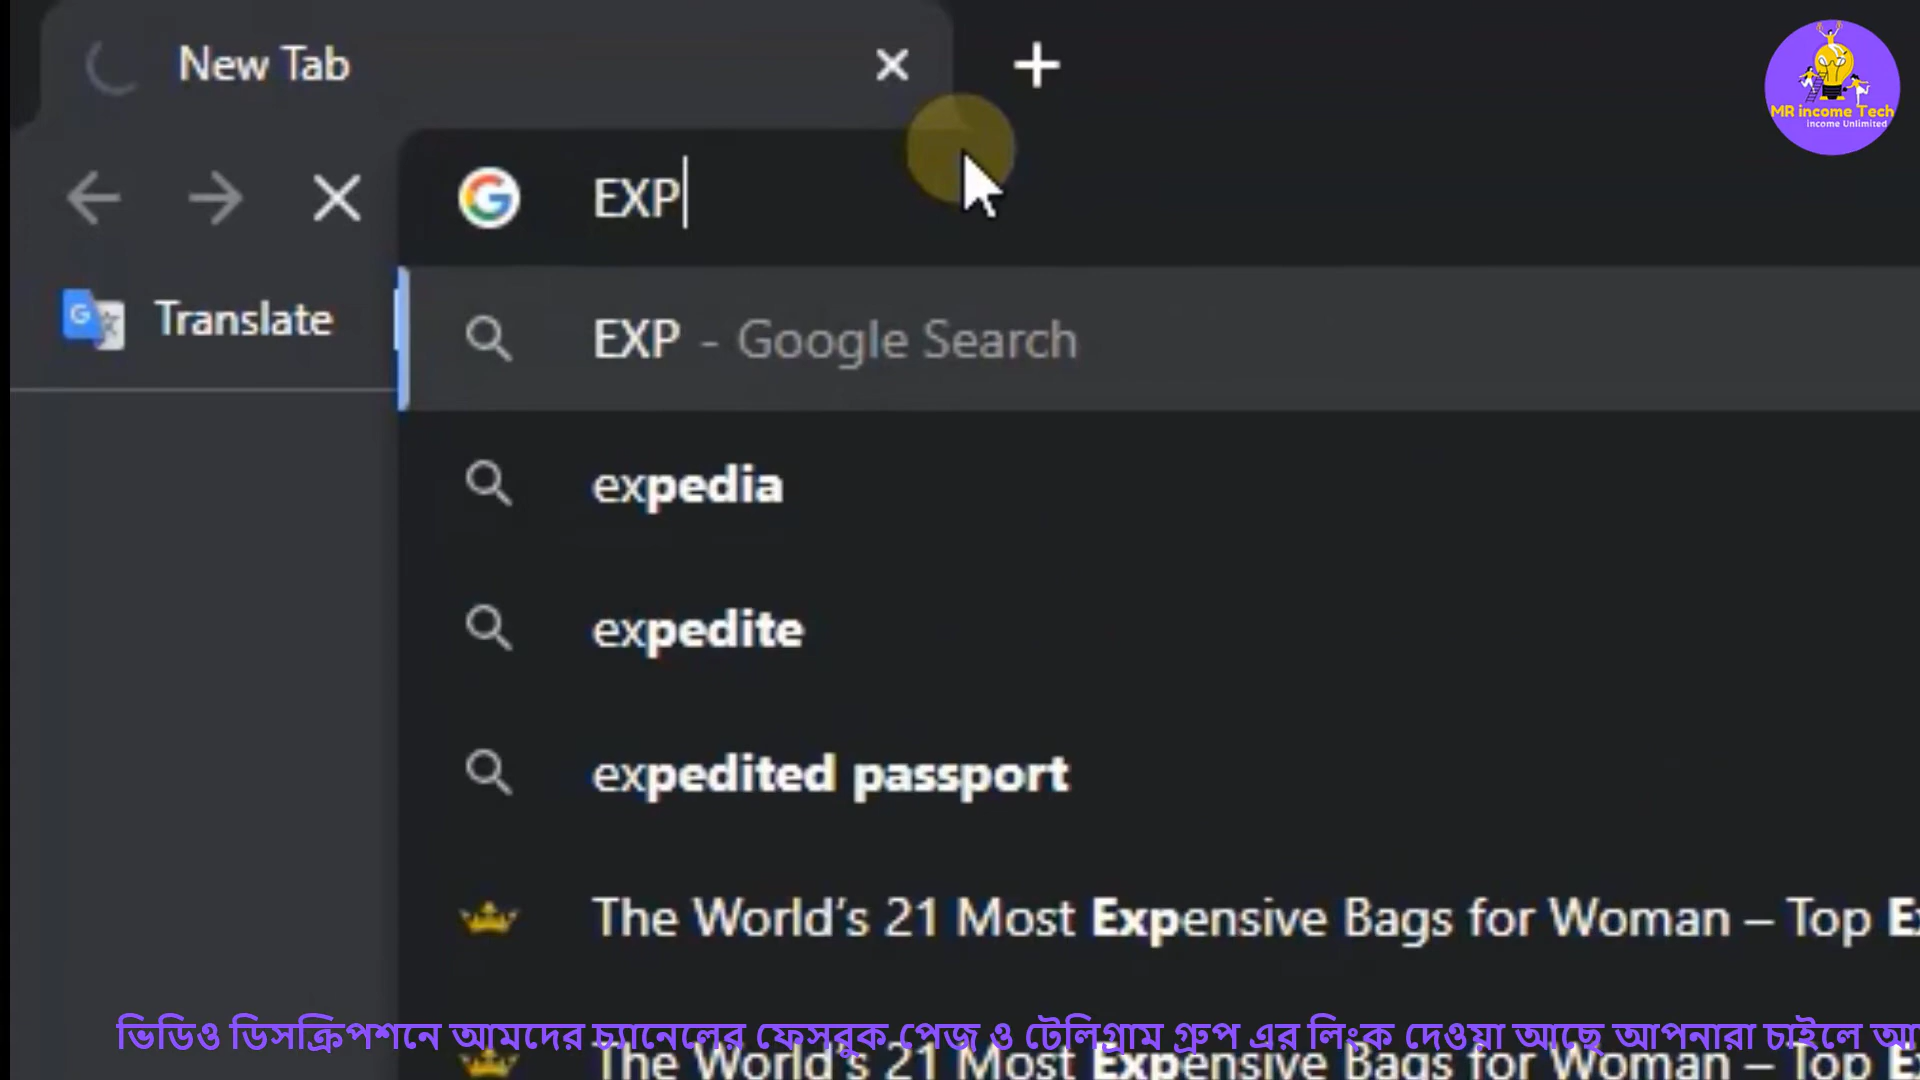 New Tab
MR income Tech
income Unlimited
EXP
Translate
EXP - Google Search
expedia
expedite
expedited passport
The World's 21 Most Expensive Bags for Woman – Top
ভিডিও ডিসক্রিপশনে আমদের চ্যানেলের ফেসবুক পেজ ও টেলিগ্রাম গ্রুপ এর লিংক দেওয়া আছে আপনারা চাইলে
The World's 21 Most Expensive Bags for Woman – Top